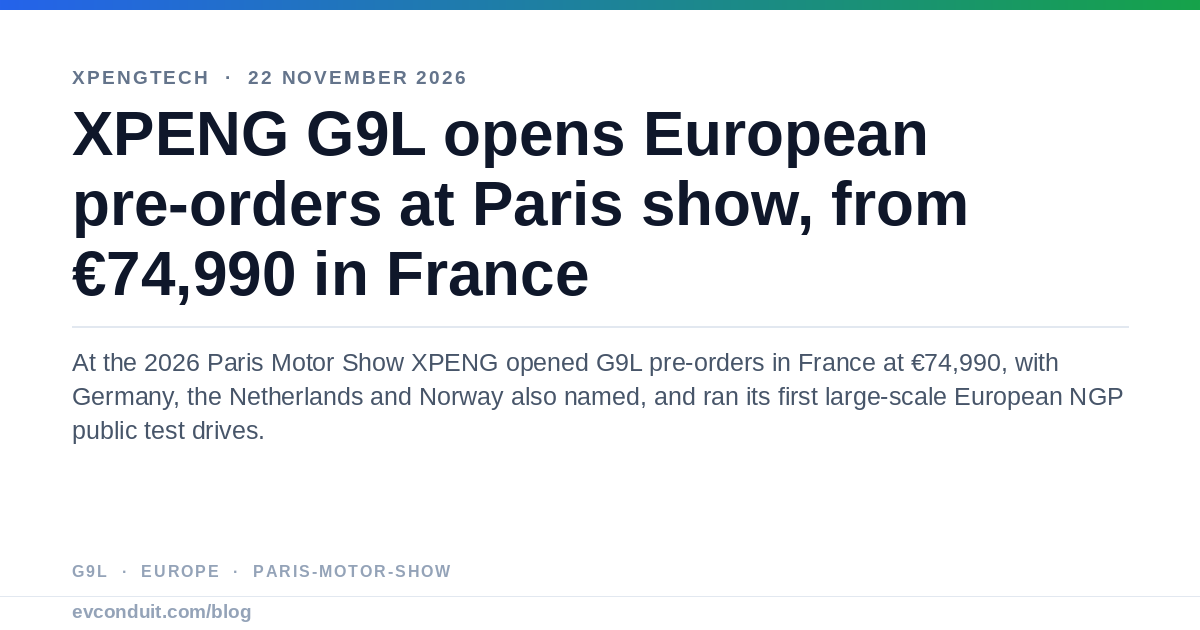 XPENGTECH · 22 NOVEMBER 2026
XPENG G9L opens European
pre-orders at Paris show, from
€74,990 in France
At the 2026 Paris Motor Show XPENG opened G9L pre-orders in France at €74,990, with
Germany, the Netherlands and Norway also named, and ran its first large-scale European NGP
public test drives.
G9L · EUROPE · PARIS-MOTOR-SHOW
evconduit.com/blog